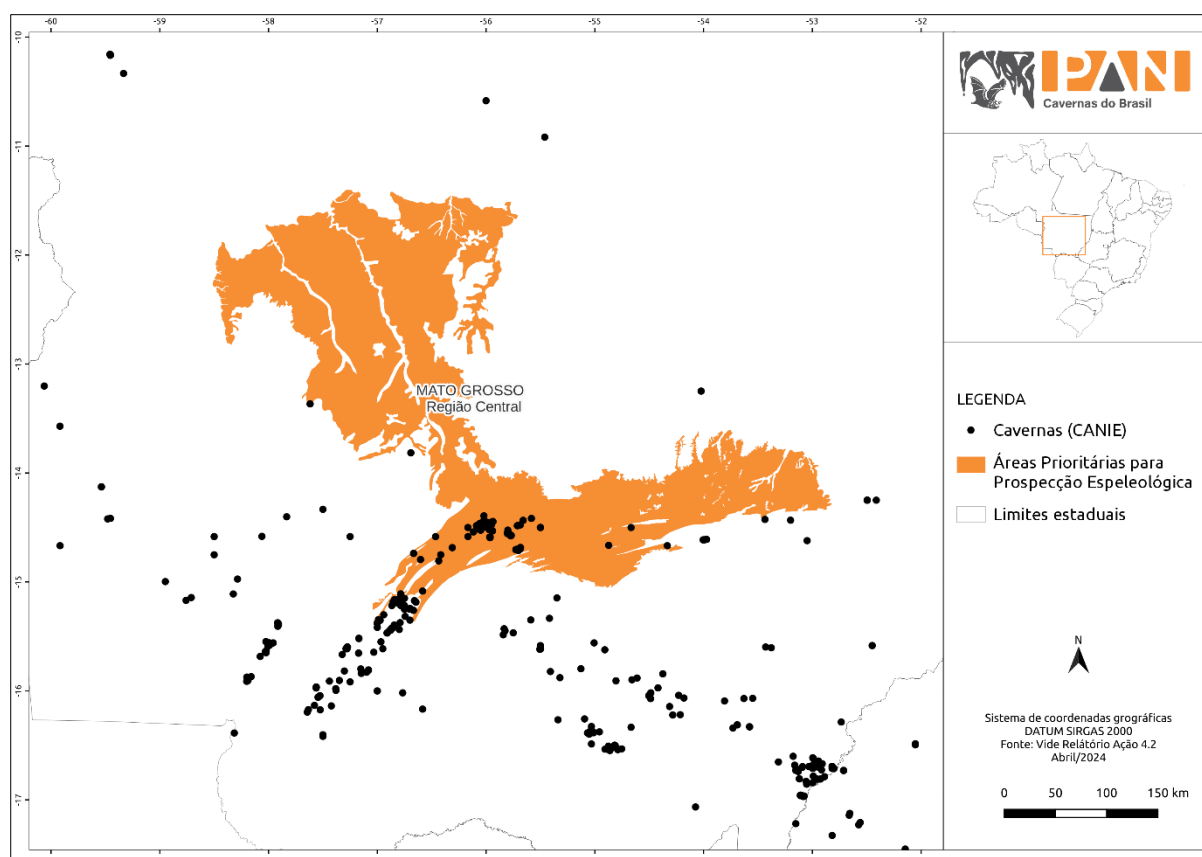 -60 -59 -58 -57 -56 -55 -54 -53 -52
-10
-11
-12
-13
-14
-15
-16
-17
MATO GROSSO
Região Central
PAN
Cavernas do Brasil
LEGENDA
Cavernas (CANIE)
Áreas Prioritárias para
Prospecção Espeleológica
Limites estaduais
N
Sistema de coordenadas grográficas
DATUM SIRGAS 2000
Fonte: Vide Relátório Ação 4.2
Abril/2024
0 50 100 150 km